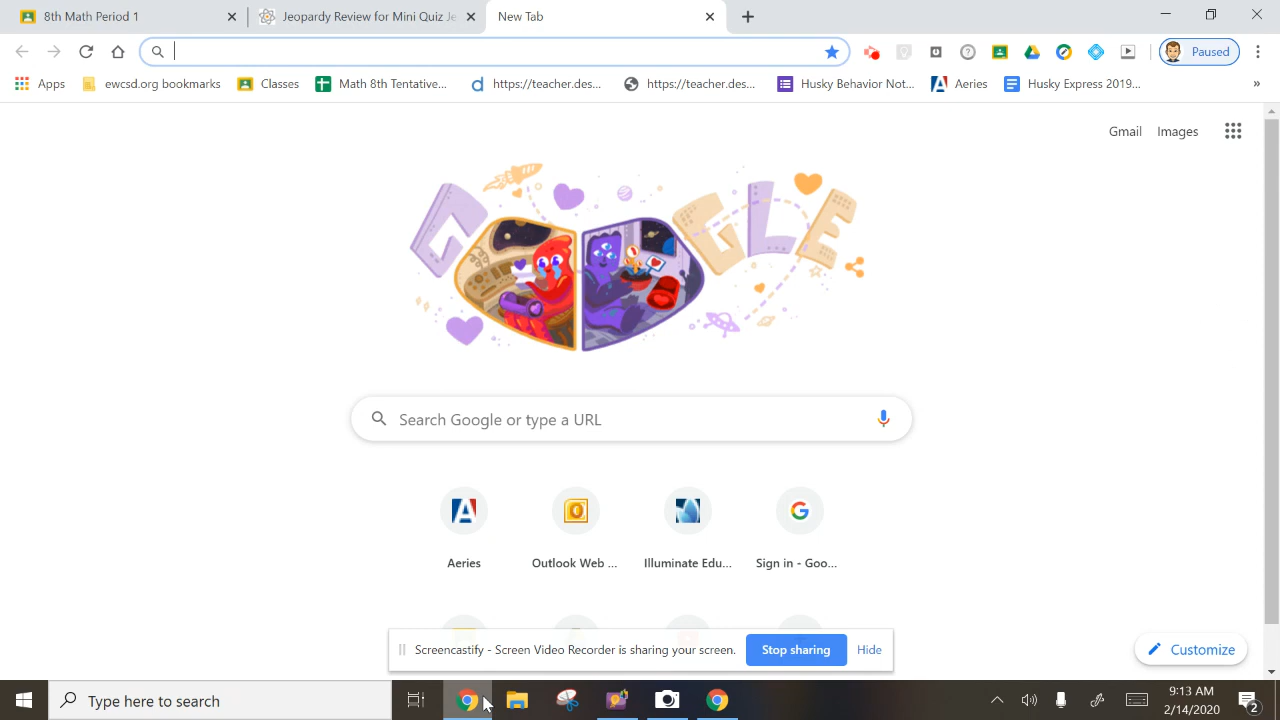 8th Math Period 1
Jeopardy Review for Mini Quiz Je
New Tab
Paused
Apps
ewcsd.org bookmarks
Classes
Math 8th Tentative...
https://teacher.des...
https://teacher.des...
Husky Behavior Not...
Aeries
Husky Express 2019...
»
Gmail
Images
GOOGLE
Search Google or type a URL
Aeries
Outlook Web ...
Illuminate Edu...
Sign in - Goo...
Screencastify - Screen Video Recorder is sharing your screen.
Stop sharing
Hide
Customize
Type here to search
9:13 AM
2/14/2020
2